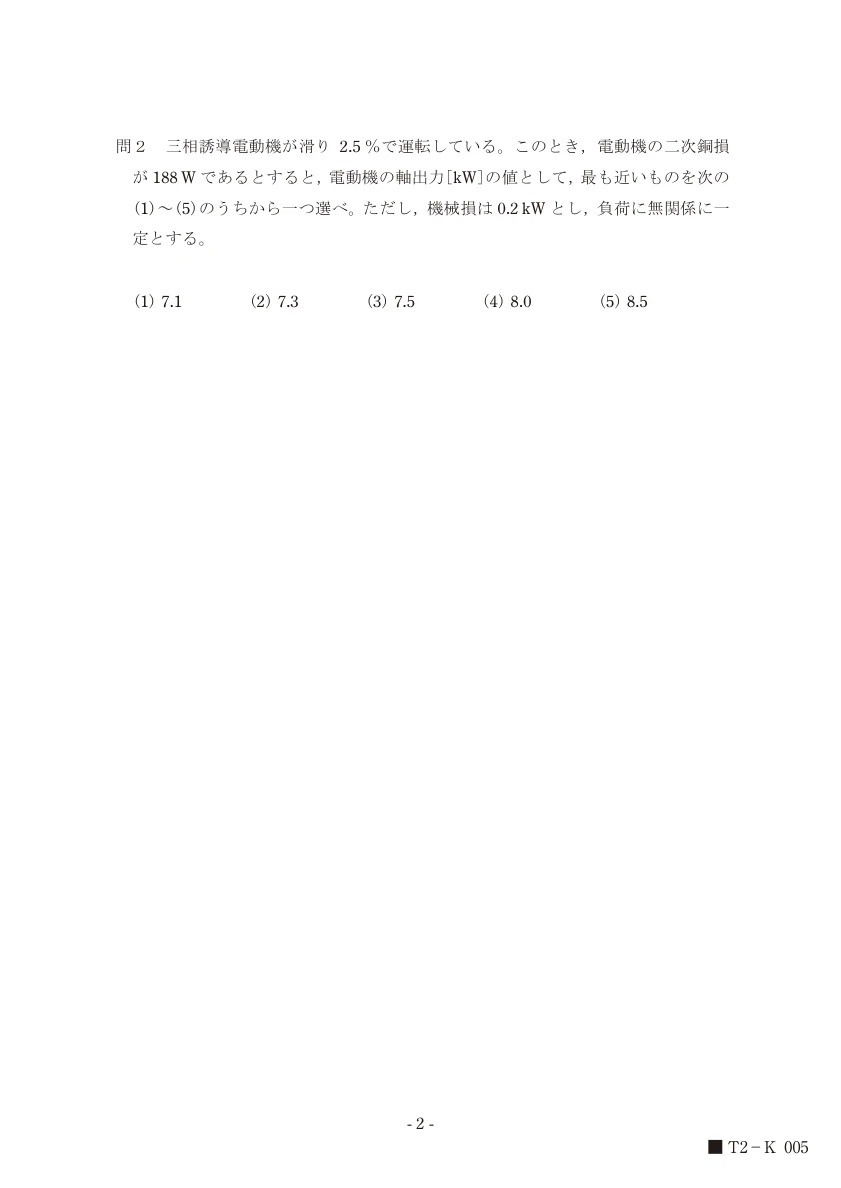 問２　三相誘導電動機が滑り 2.5 %で運転している。このとき，電動機の二次銅損
が 188 W であるとすると，電動機の軸出力[kW]の値として，最も近いものを次の
(1)～(5)のうちから一つ選べ。ただし，機械損は 0.2 kW とし，負荷に無関係に一
定とする。
(1) 7.1　(2) 7.3　(3) 7.5　(4) 8.0　(5) 8.5
- 2 -
■ T2－K 005